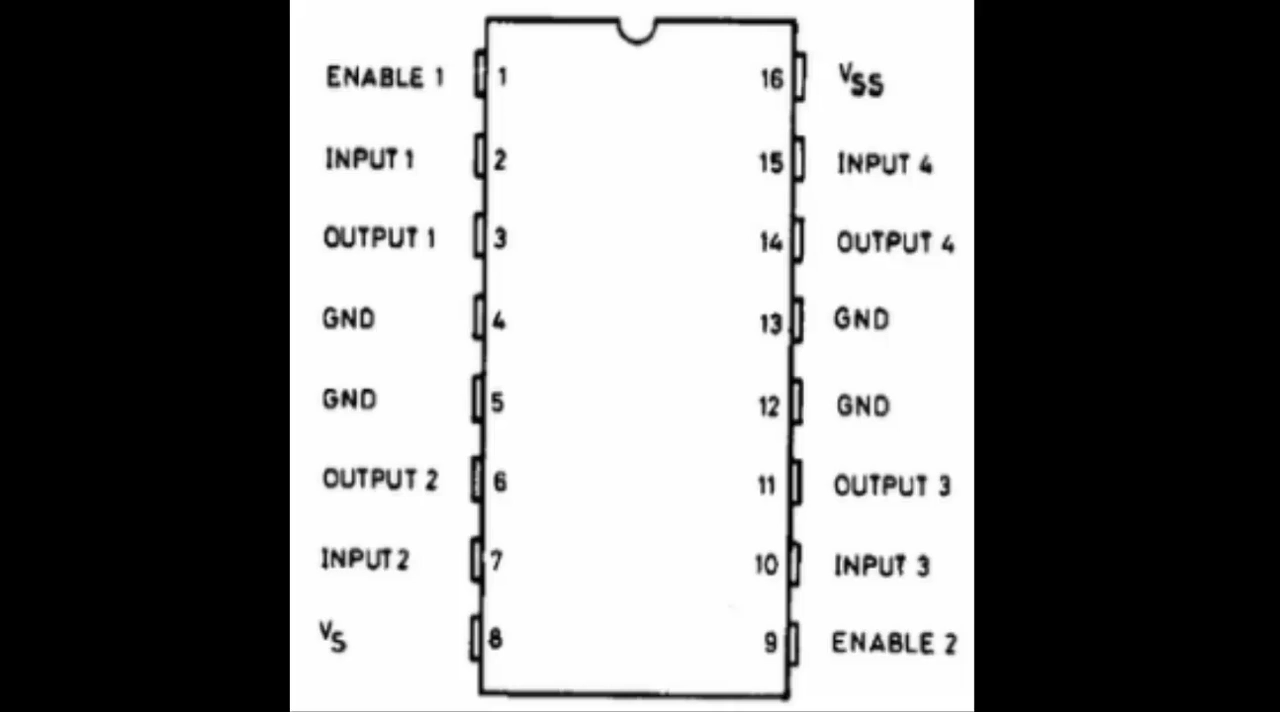 ENABLE 1 1 16 VSS
INPUT 1 2 15 INPUT 4
OUTPUT 1 3 14 OUTPUT 4
GND 4 13 GND
GND 5 12 GND
OUTPUT 2 6 11 OUTPUT 3
INPUT 2 7 10 INPUT 3
VS 8 9 ENABLE 2